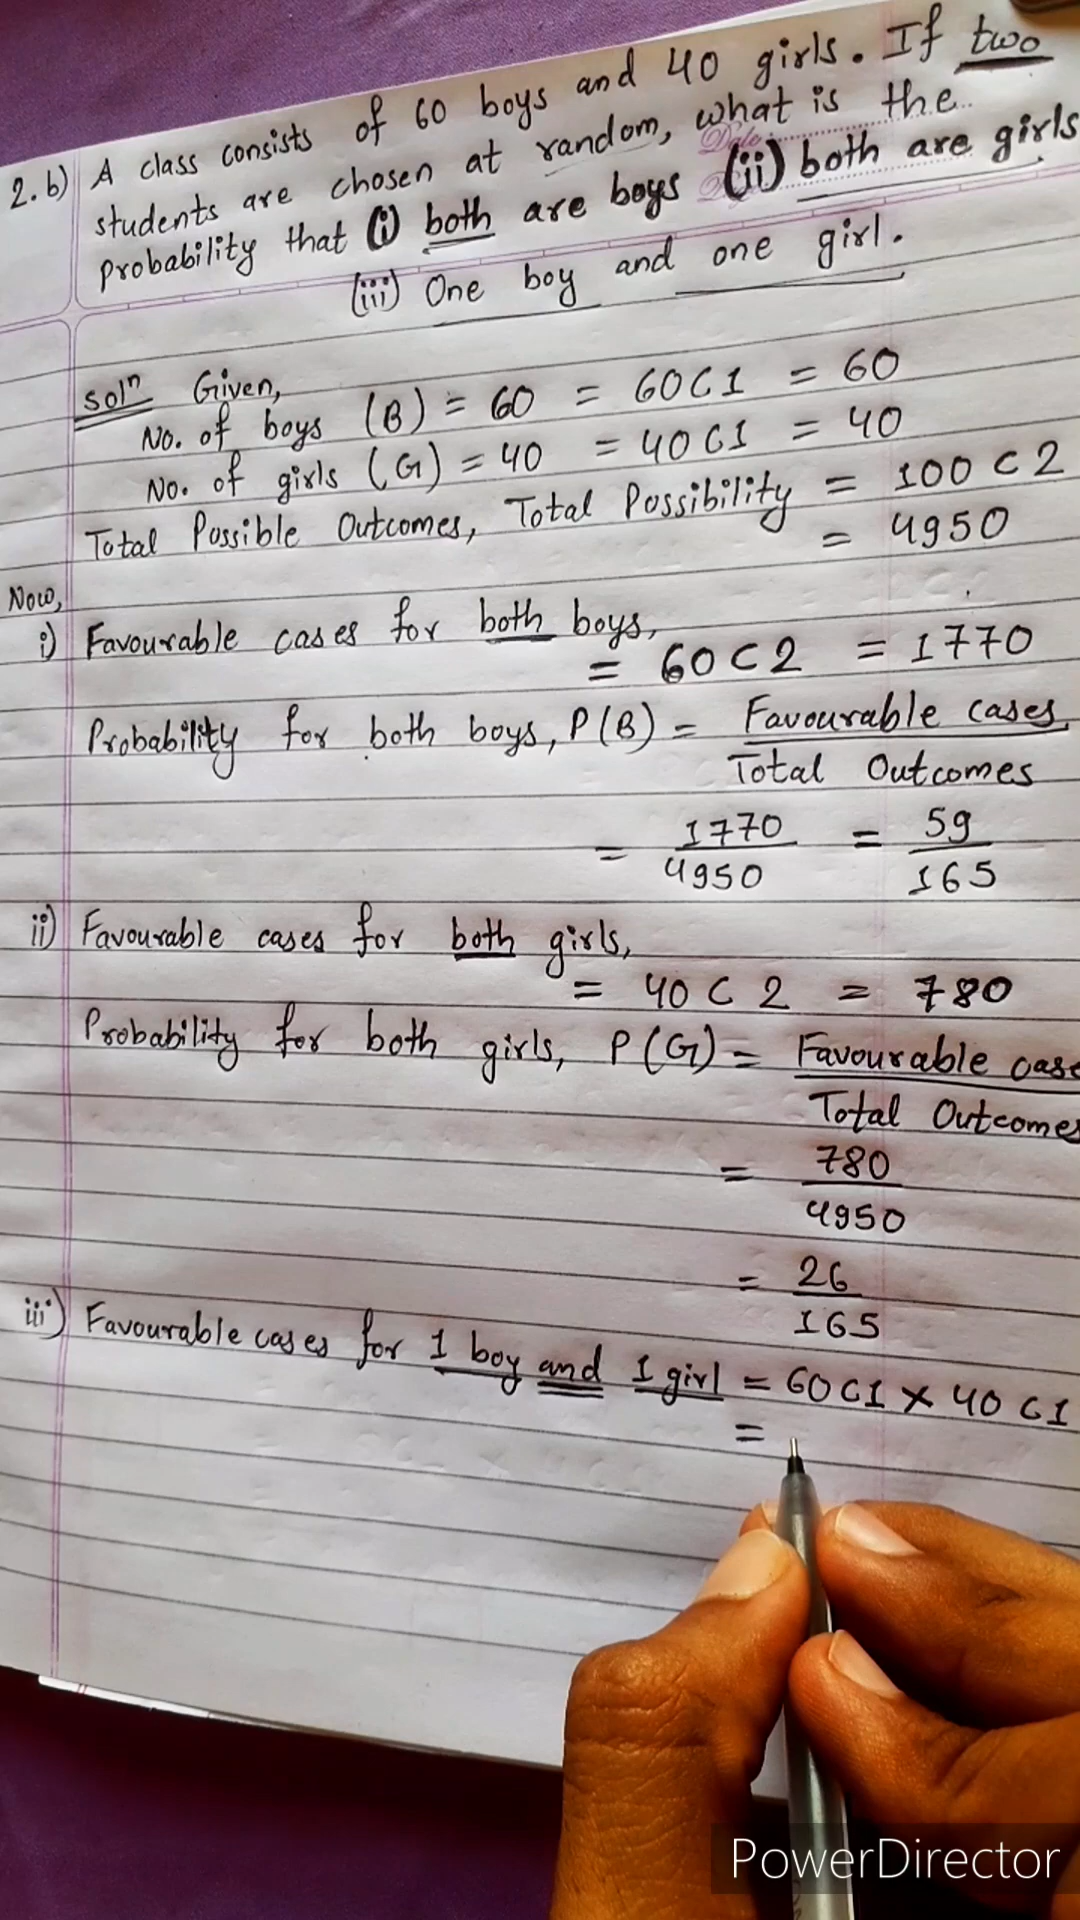 2.b) A class consists of 60 boys and 40 girls. If two
students are chosen at random, what is the
probability that (i) both are boys (ii) both are girls
(iii) One boy and one girl.
Solⁿ Given,
No. of boys (B) = 60 = 60C1 = 60
No. of girls (G) = 40 = 40C1 = 40
Total Possible Outcomes, Total Possibility = 100C2
= 4950
Now,
i) Favourable cases for both boys,
= 60C2 = 1770
Probability for both boys, P(B) = Favourable cases
Total Outcomes
= 1770 = 59
4950 165
ii) Favourable cases for both girls,
= 40C2 = 780
Probability for both girls, P(G) = Favourable case
Total Outcomes
= 780
4950
= 26
165
iii) Favourable cases for 1 boy and 1 girl = 60C1 × 40C1
=
PowerDirector